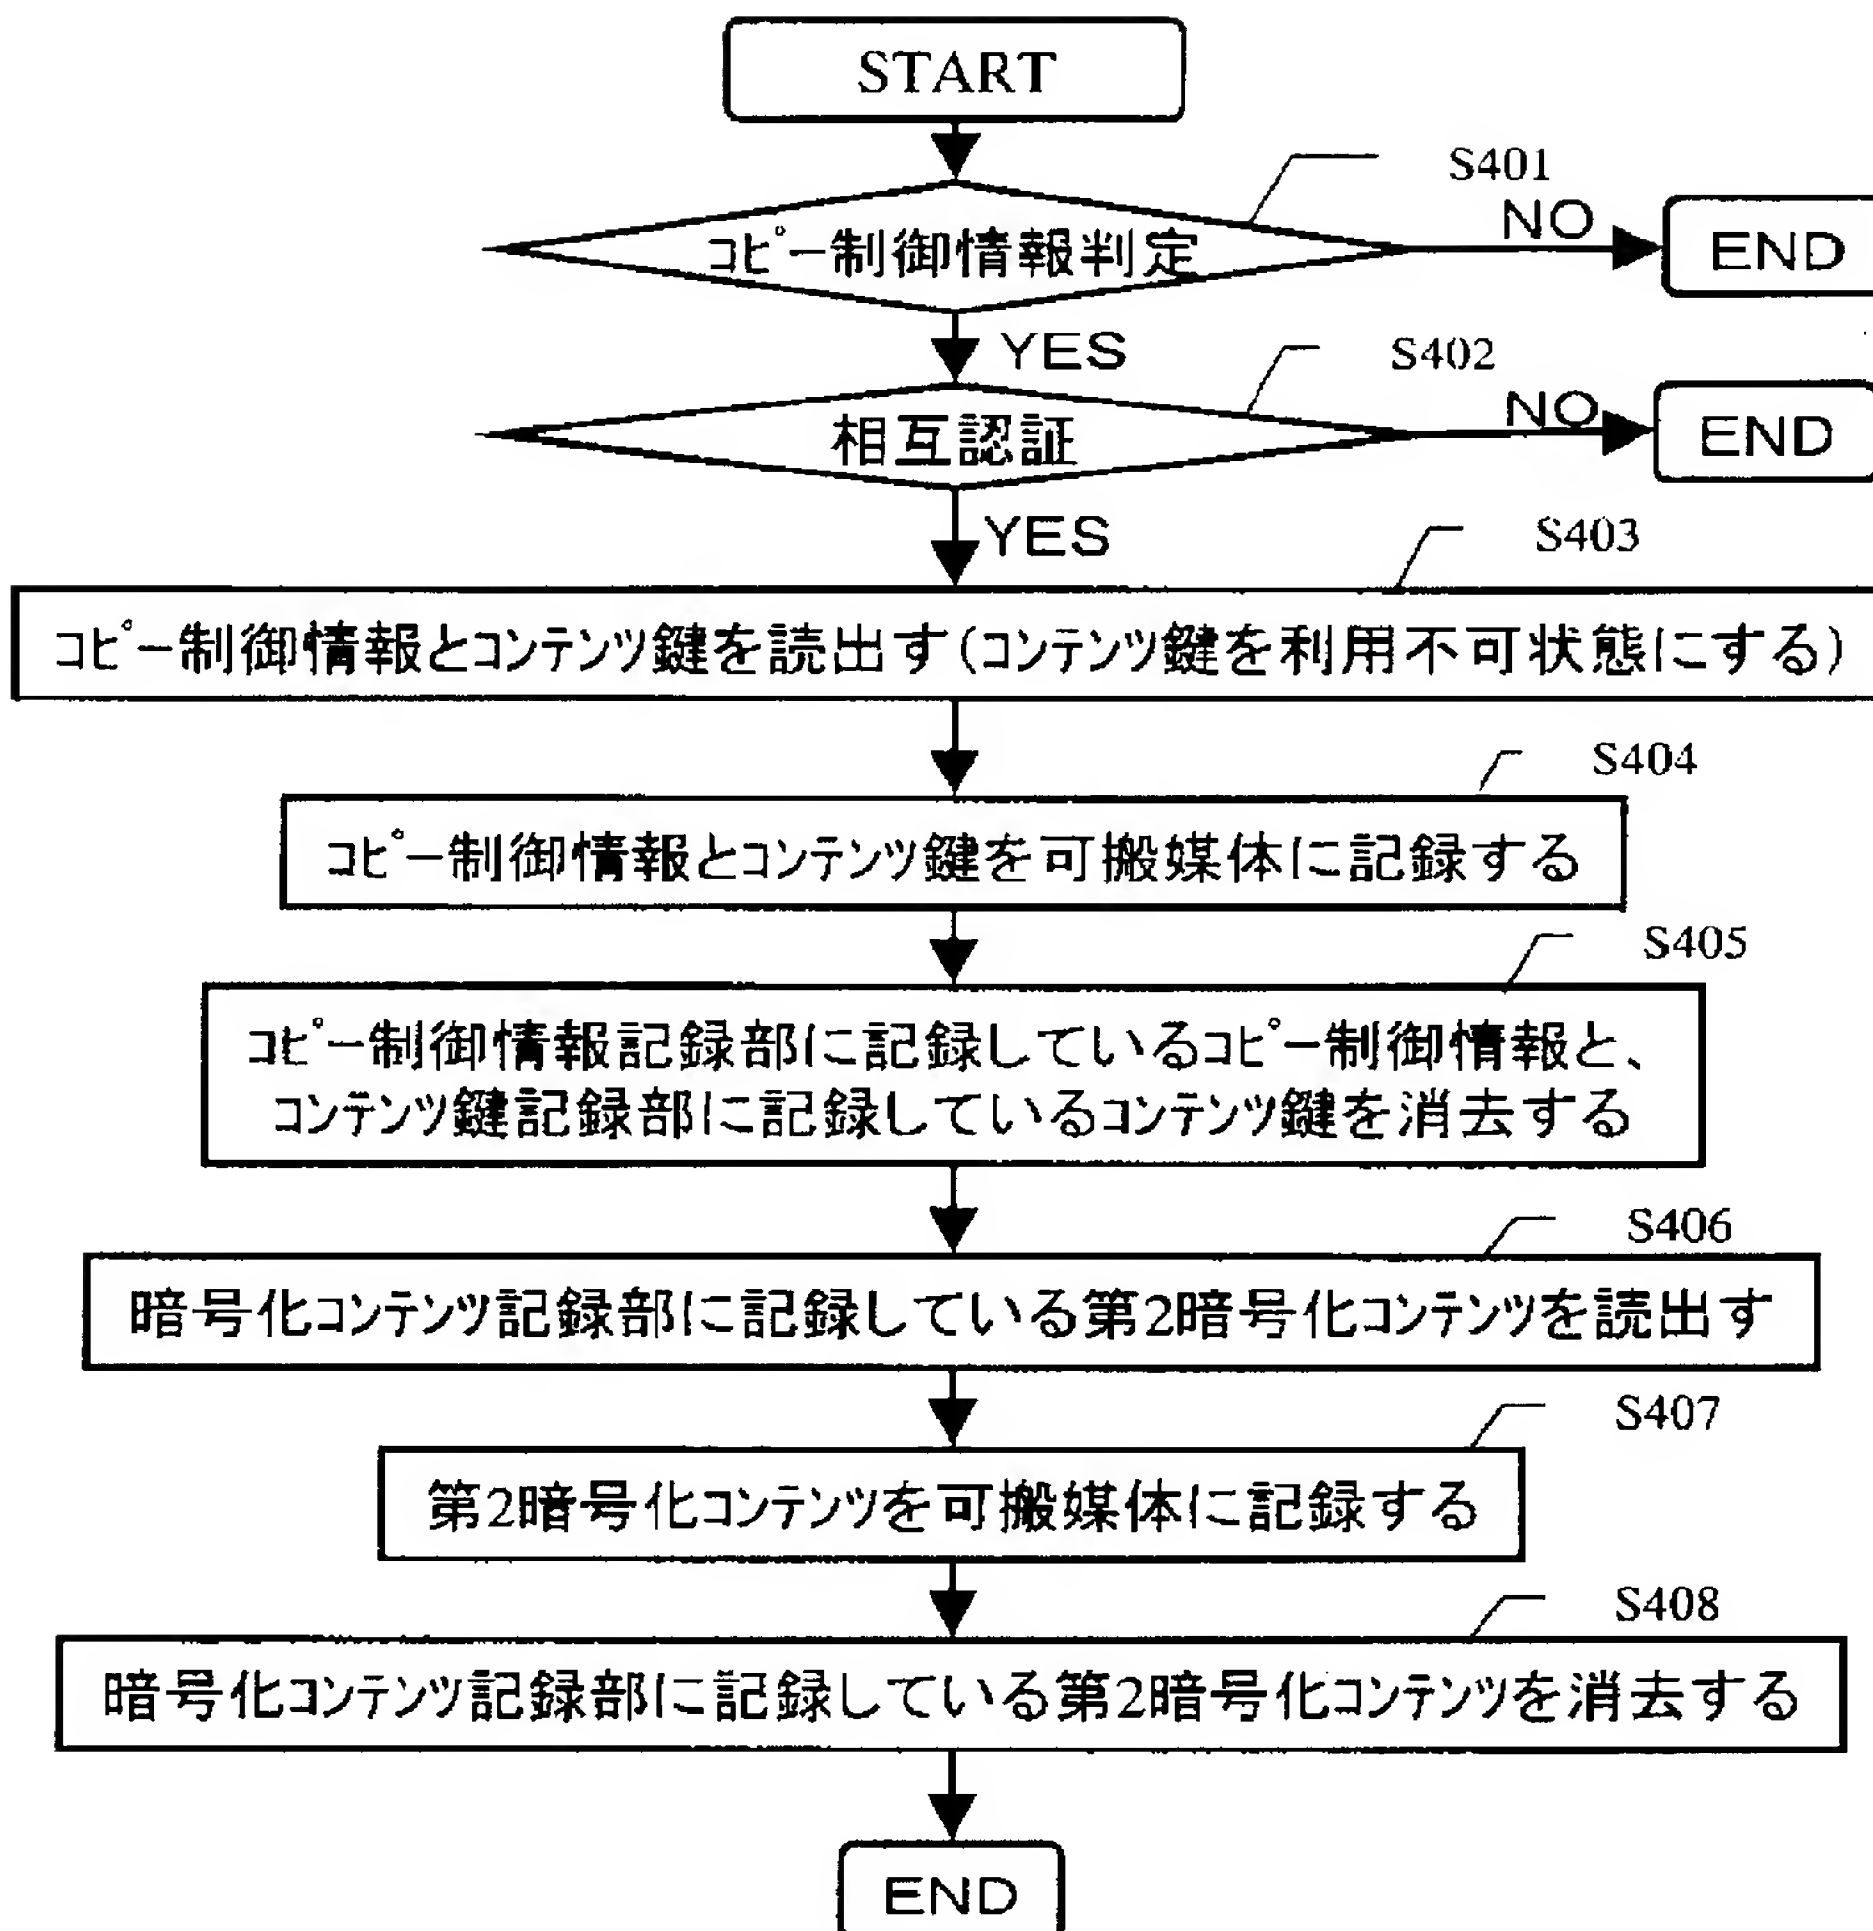 START
S401
コピー制御情報判定
NO
END
YES
S402
相互認証
NO
END
YES
S403
コピー制御情報とコンテンツ鍵を読出す(コンテンツ鍵を利用不可状態にする)
S404
コピー制御情報とコンテンツ鍵を可搬媒体に記録する
S405
コピー制御情報記録部に記録しているコピー制御情報と、
コンテンツ鍵記録部に記録しているコンテンツ鍵を消去する
S406
暗号化コンテンツ記録部に記録している第2暗号化コンテンツを読出す
S407
第2暗号化コンテンツを可搬媒体に記録する
S408
暗号化コンテンツ記録部に記録している第2暗号化コンテンツを消去する
END